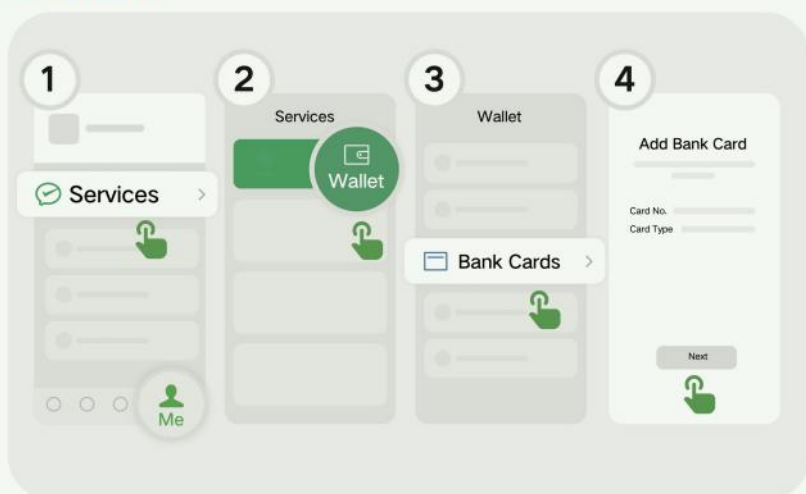 1
Services
Me
2
Services
Wallet
3
Wallet
Bank Cards
4
Add Bank Card
Card No.
Card Type
Next